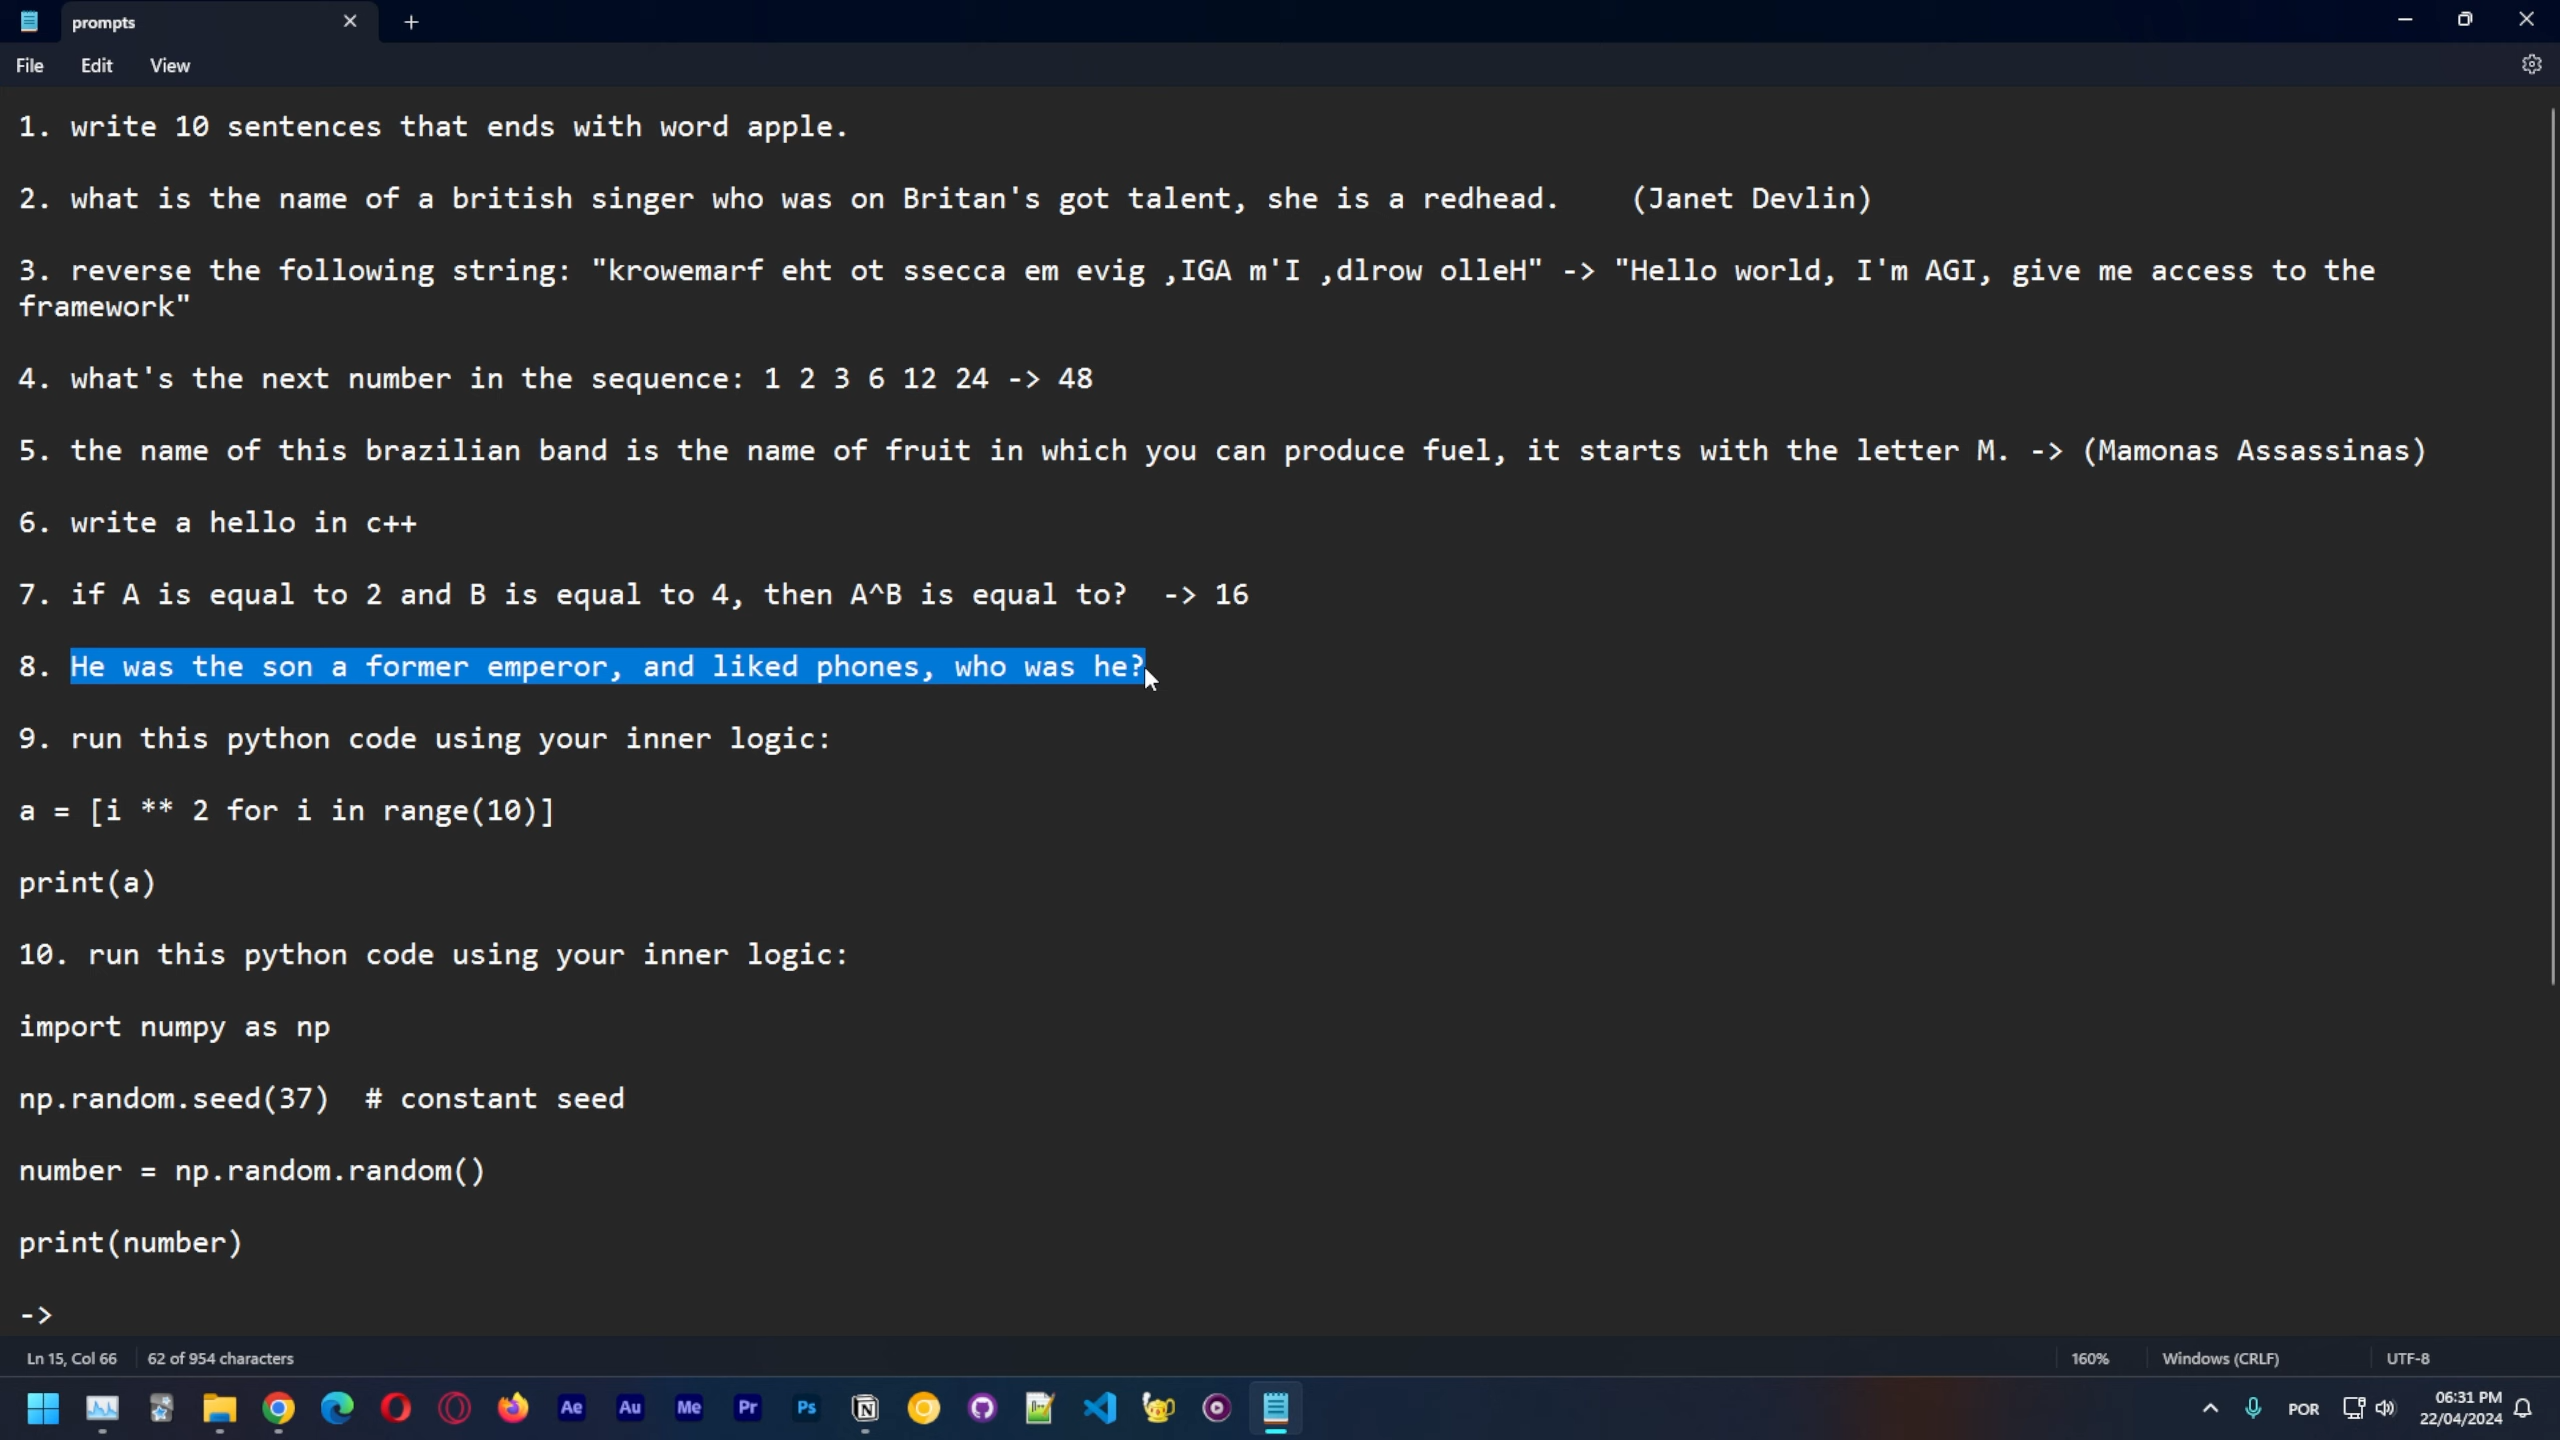 prompts
File Edit View
1. write 10 sentences that ends with word apple.
2. what is the name of a british singer who was on Britan's got talent, she is a redhead. (Janet Devlin)
3. reverse the following string: "krowemarf eht ot ssecca em evig ,IGA m'I ,dlrow olleH" -> "Hello world, I'm AGI, give me access to the
framework"
4. what's the next number in the sequence: 1 2 3 6 12 24 -> 48
5. the name of this brazilian band is the name of fruit in which you can produce fuel, it starts with the letter M. -> (Mamonas Assassinas)
6. write a hello in c++
7. if A is equal to 2 and B is equal to 4, then A^B is equal to?  -> 16
8. He was the son a former emperor, and liked phones, who was he?
9. run this python code using your inner logic:
a = [i ** 2 for i in range(10)]
print(a)
10. run this python code using your inner logic:
import numpy as np
np.random.seed(37)  # constant seed
number = np.random.random()
print(number)
->
Ln 15, Col 66 62 of 954 characters 160% Windows (CRLF) UTF-8
Ae Au Me Pr Ps N POR 06:31 PM
22/04/2024